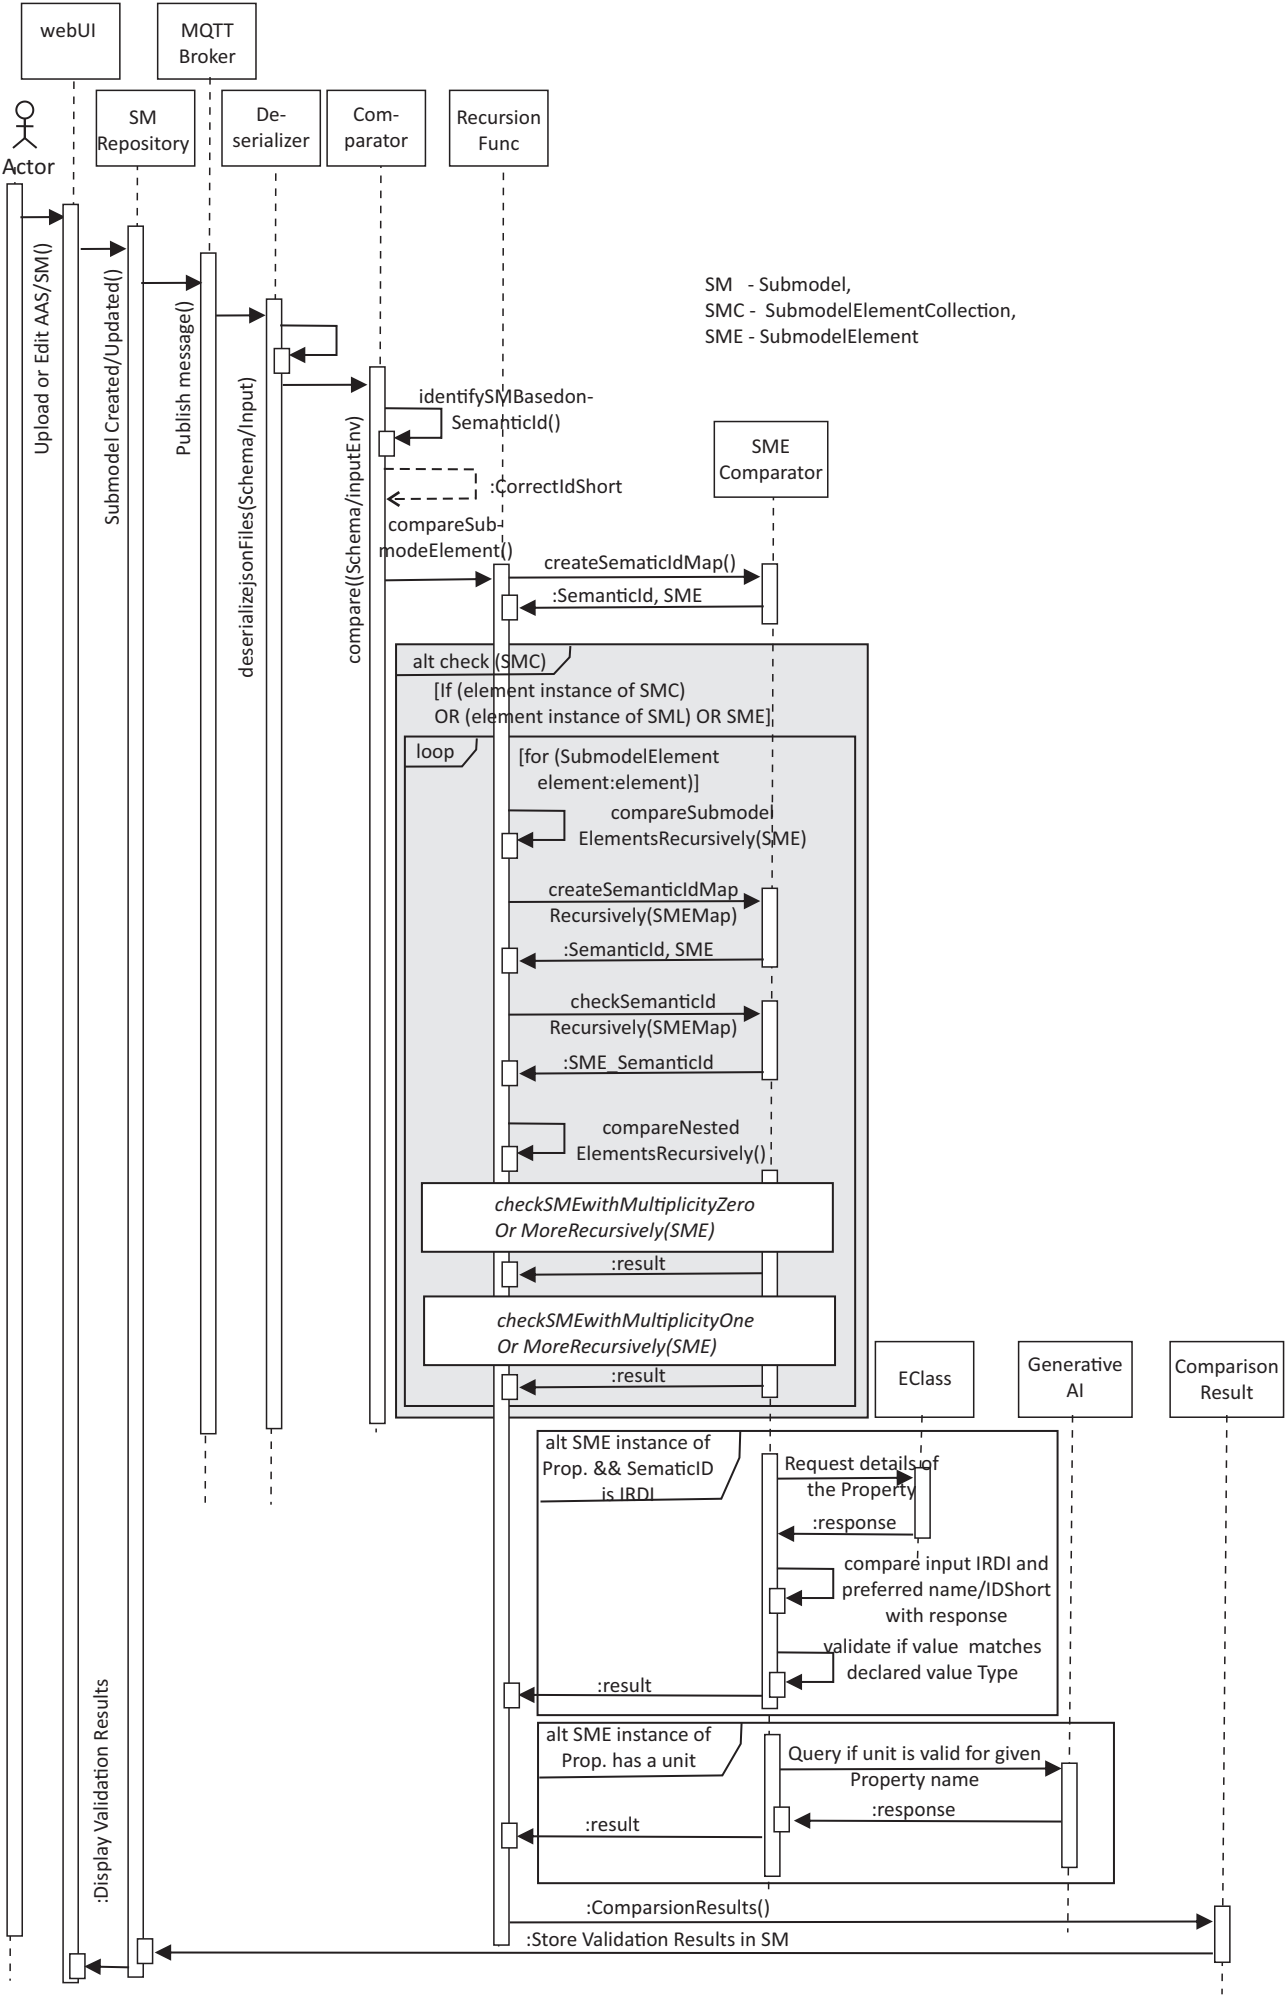 webUI
MQTT
Broker
Actor
SM
Repository
De-
serializer
Com-
parator
Recursion
Func
Upload or Edit AAS/SM()
Submodel Created/Updated()
Publish message()
deserializejsonFiles(Schema/Input)
compare((Schema/inputEnv)
SM - Submodel,
SMC - SubmodelElementCollection,
SME - SubmodelElement
identifySMBasedon-
SemanticId()
:CorrectIdShort
SME
Comparator
compareSub-
modeElement()
createSematicIdMap()
:SemanticId, SME
alt check (SMC)
[If (element instance of SMC)
OR (element instance of SML) OR SME]
loop
[for (SubmodelElement
element:element)]
compareSubmodel
ElementsRecursively(SME)
createSemanticIdMap
Recursively(SMEMap)
:SemanticId, SME
checkSemanticId
Recursively(SMEMap)
:SME_SemanticId
compareNested
ElementsRecursively()
checkSMEwithMultiplicityZero
Or MoreRecursively(SME)
:result
checkSMEwithMultiplicityOne
Or MoreRecursively(SME)
:result
EClass
Generative
AI
Comparison
Result
alt SME instance of
Prop. && SematicID
is IRDI
Request details of
the Property
:response
compare input IRDI and
preferred name/IDShort
with response
validate if value matches
declared value Type
:result
alt SME instance of
Prop. has a unit
Query if unit is valid for given
Property name
:response
:result
:Display Validation Results
:ComparsionResults()
:Store Validation Results in SM